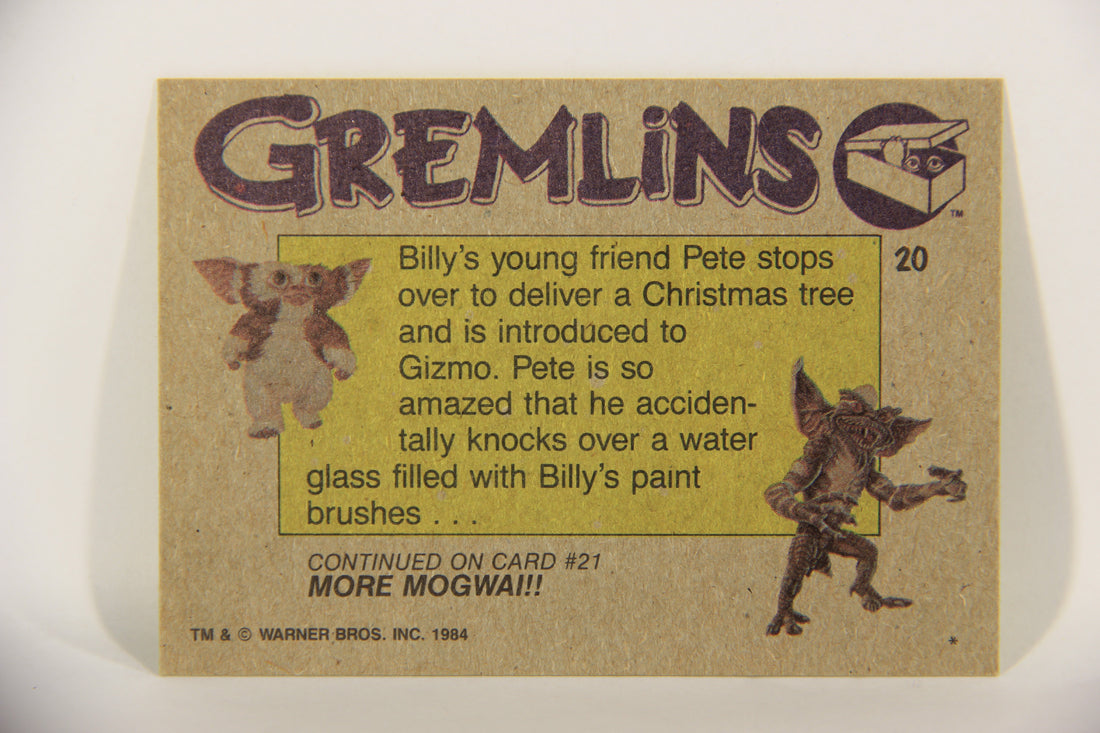 GREMLiNS
TM
20
Billy's young friend Pete stops
over to deliver a Christmas tree
and is introduced to
Gizmo. Pete is so
amazed that he acciden-
tally knocks over a water
glass filled with Billy's paint
brushes . . .
CONTINUED ON CARD #21
MORE MOGWAI!!
TM & © WARNER BROS. INC. 1984
*